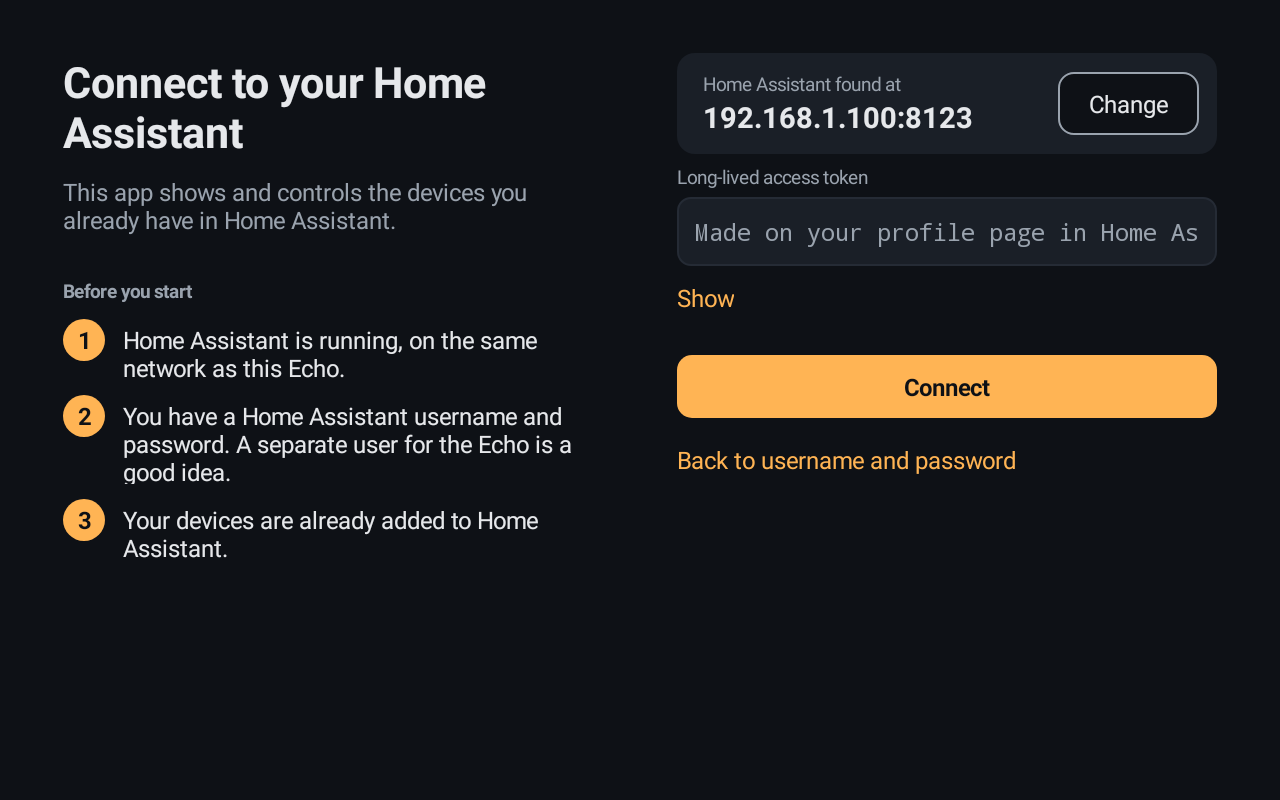 Connect to your Home
Assistant
This app shows and controls the devices you
already have in Home Assistant.
Before you start
1 Home Assistant is running, on the same
network as this Echo.
2 You have a Home Assistant username and
password. A separate user for the Echo is a
good idea.
3 Your devices are already added to Home
Assistant.
Home Assistant found at
192.168.1.100:8123
Change
Long-lived access token
Made on your profile page in Home As
Show
Connect
Back to username and password